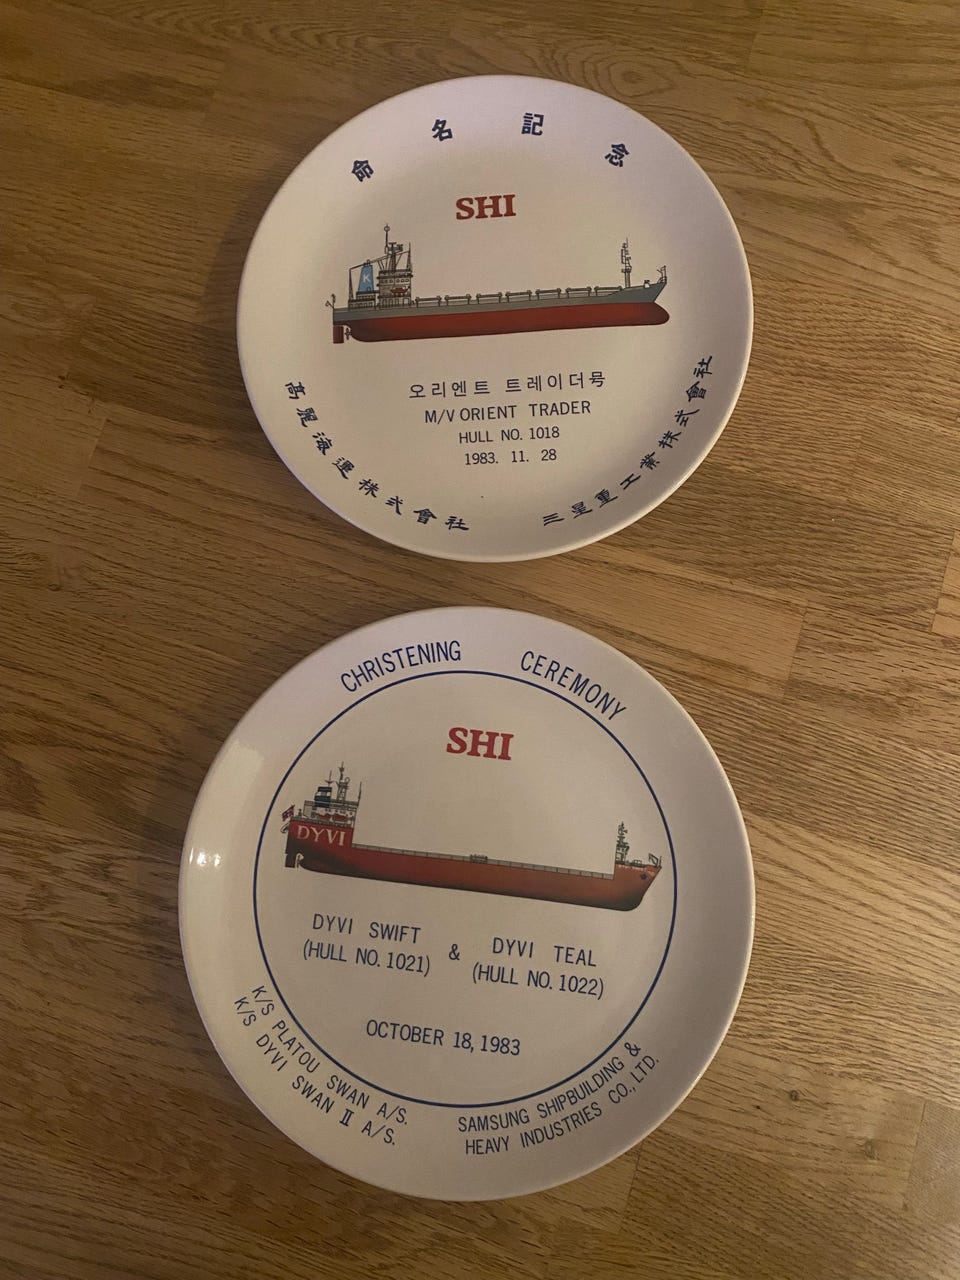 命名記念
SHI
K
오리엔트 트레이더호
M/V ORIENT TRADER
HULL NO. 1018
1983. 11. 28
高麗海運株式會社
三星重工業株式會社
CHRISTENING CEREMONY
SHI
DYVI
DYVI SWIFT & DYVI TEAL
(HULL NO. 1021) (HULL NO. 1022)
OCTOBER 18, 1983
K/S PLATOU SWAN A/S.
K/S DYVI SWAN II A/S.
SAMSUNG SHIPBUILDING &
HEAVY INDUSTRIES CO., LTD.